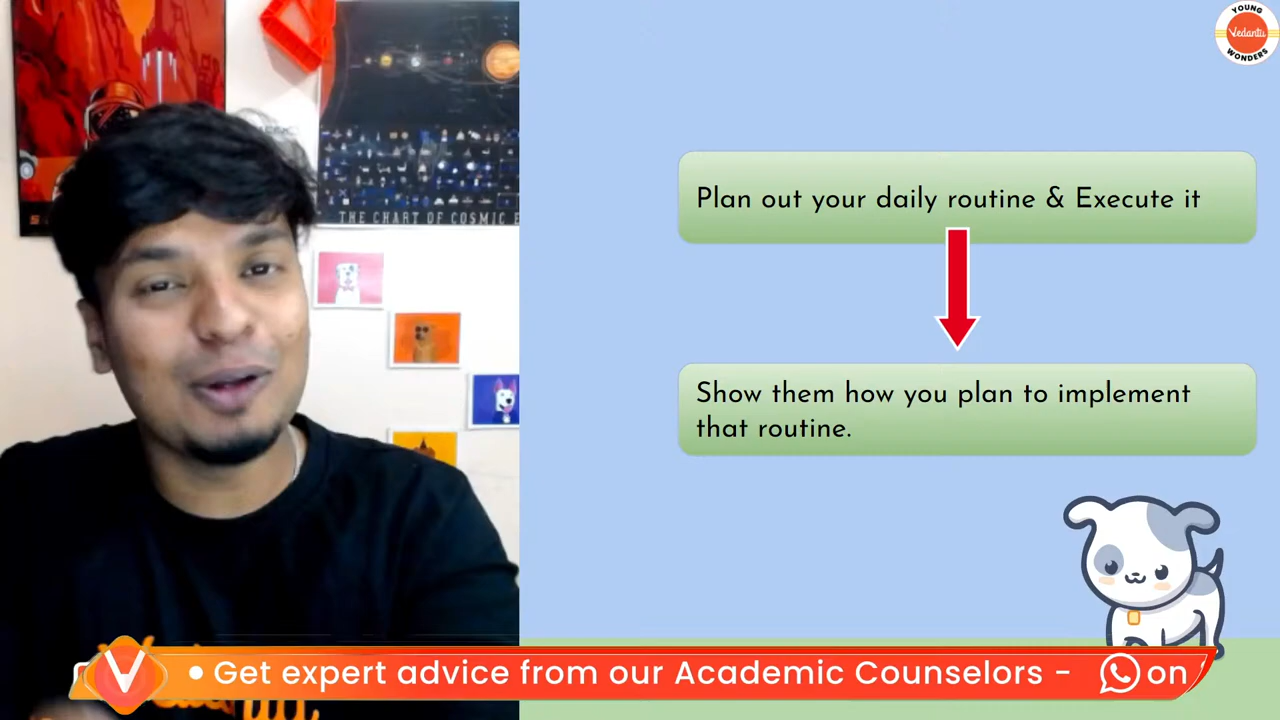 YOUNG
Vedantu
WONDERS
THE CHART OF COSMIC E
Plan out your daily routine & Execute it
Show them how you plan to implement
that routine.
V
• Get expert advice from our Academic Counselors - on